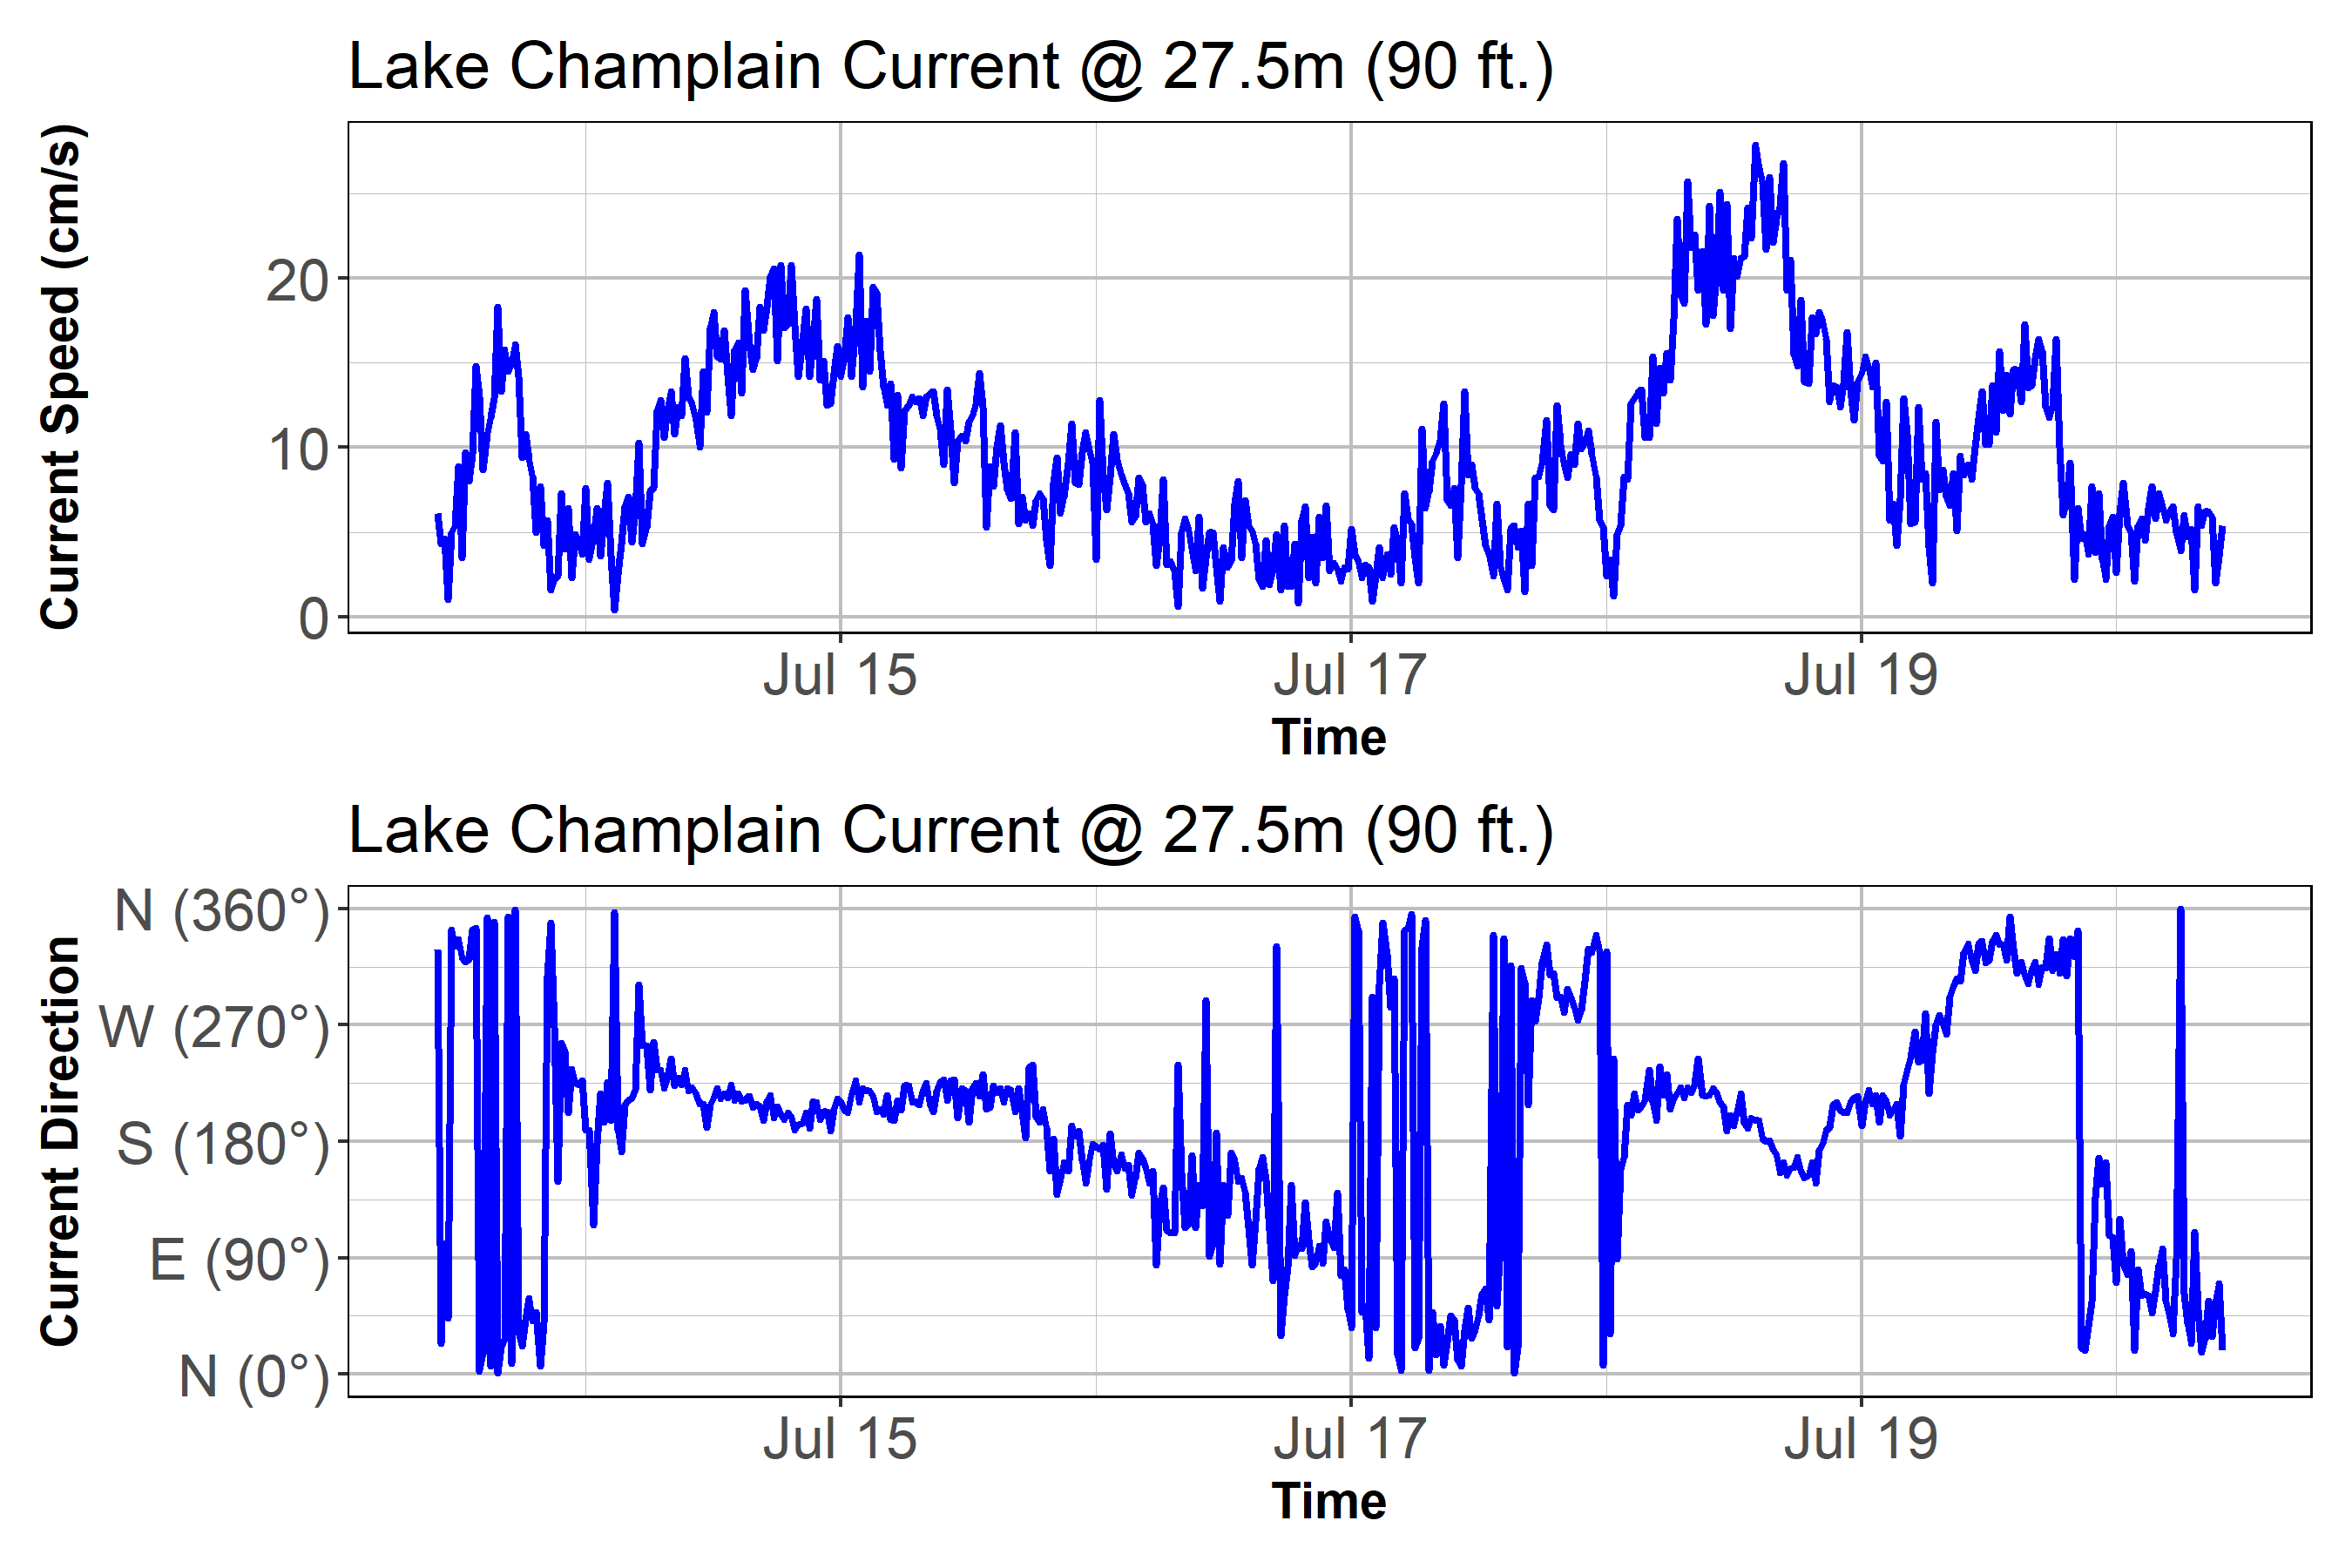 Lake Champlain Current @ 27.5m (90 ft.)
Current Speed (cm/s)
20
10
0
Jul 15
Jul 17
Jul 19
Time
Lake Champlain Current @ 27.5m (90 ft.)
Current Direction
N (360°)
W (270°)
S (180°)
E (90°)
N (0°)
Jul 15
Jul 17
Jul 19
Time